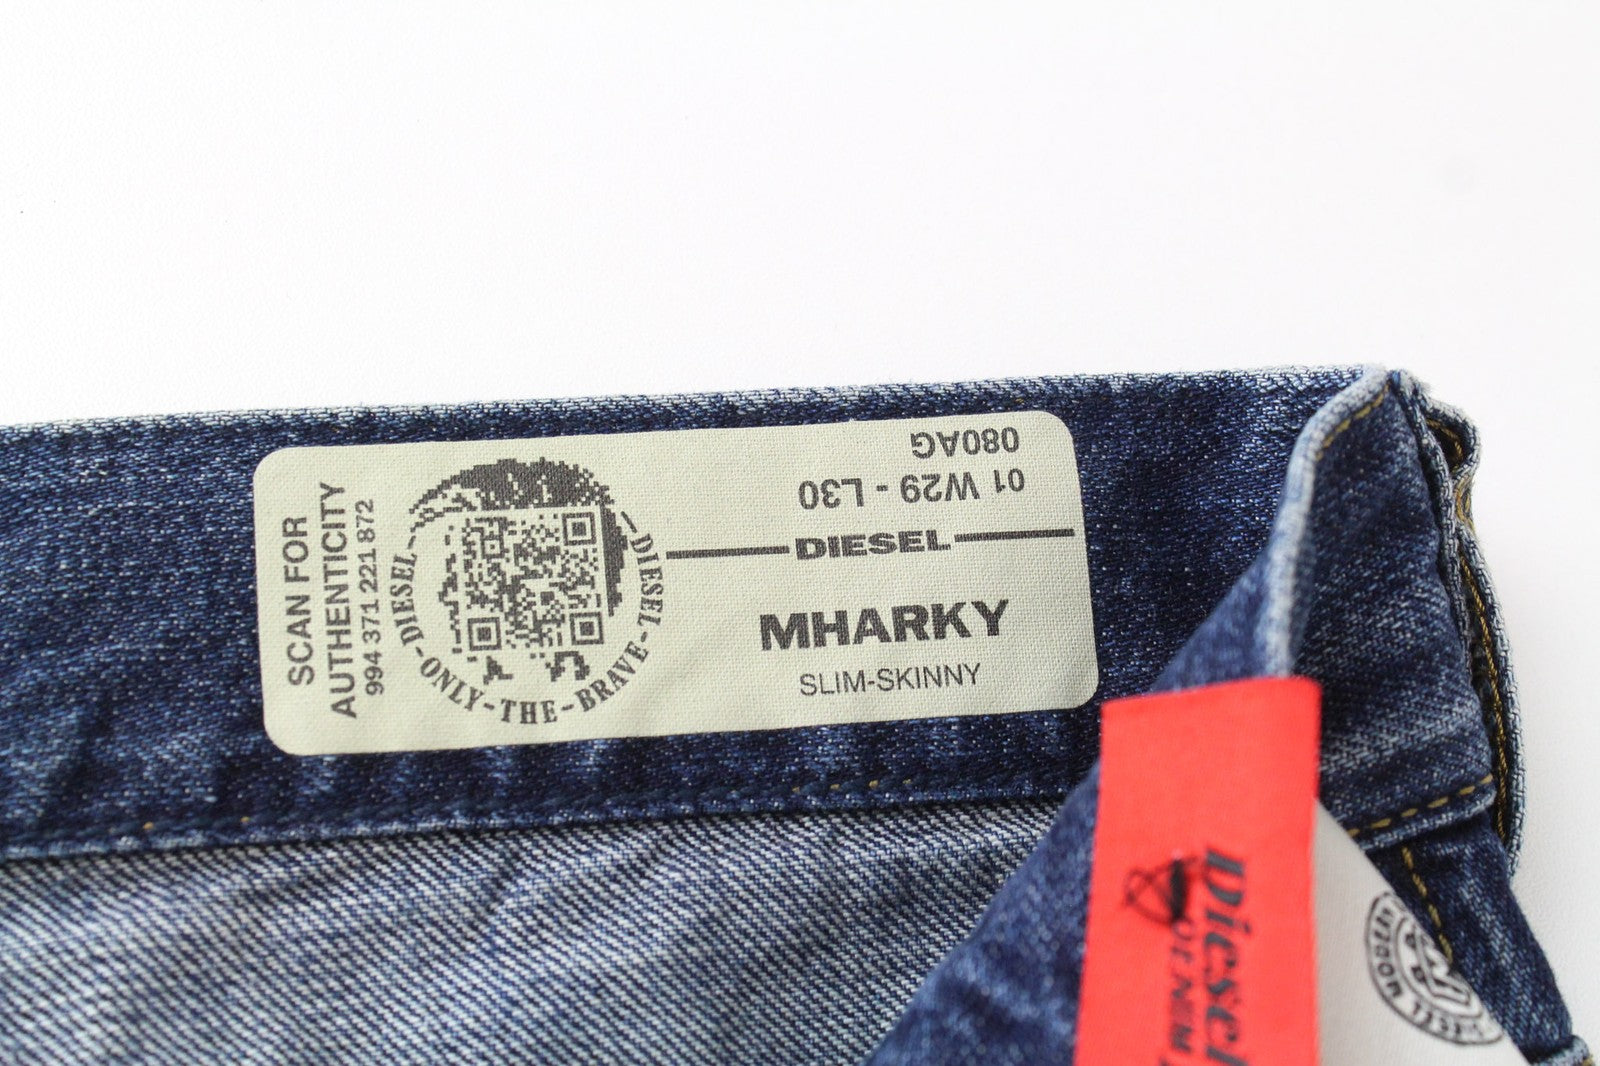 SCAN FOR
AUTHENTICITY
994 371 221 872
DIESEL
-ONLY-THE-BRAVE-
DIESEL-
080AG
01 W29 - L30
DIESEL
MHARKY
SLIM-SKINNY
Diesel
DENIM